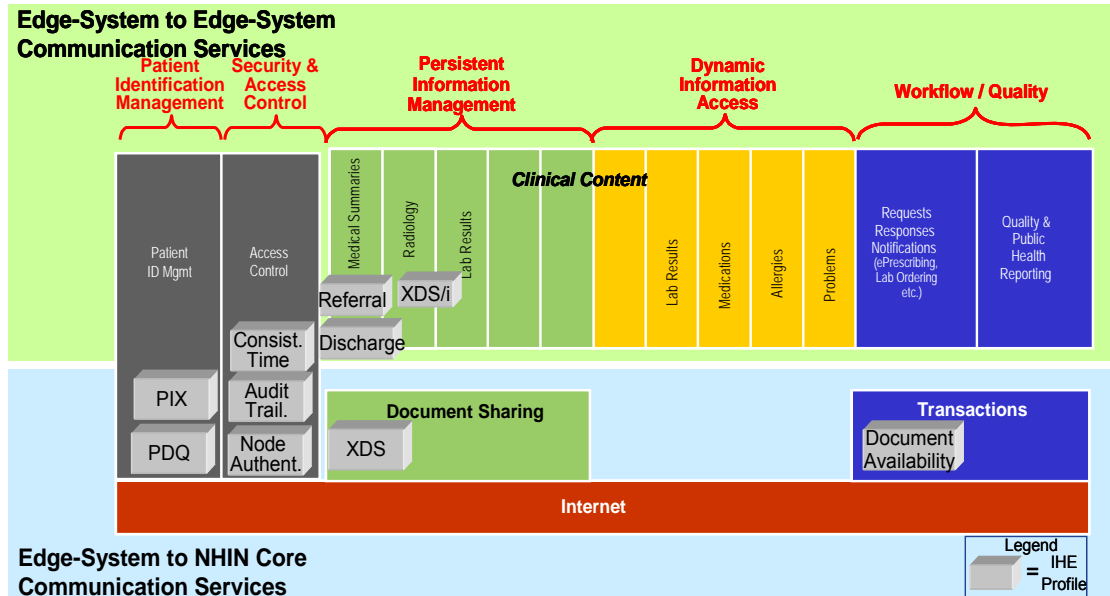 Edge-System to Edge-System
Communication Services
Patient
Identification
Management
Security &
Access
Control
Persistent
Information
Management
Dynamic
Information
Access
Workflow / Quality
Clinical Content
Patient
ID Mgmt
Access
Control
Medical Summaries
Radiology
Lab Results
Lab Results
Medications
Allergies
Problems
Requests
Responses
Notifications
(ePrescribing,
Lab Ordering
etc.)
Quality &
Public
Health
Reporting
Referral
XDS/i
Discharge
Consist.
Time
PIX
Audit
Trail.
PDQ
Node
Authent.
Document Sharing
XDS
Transactions
Document
Availability
Internet
Edge-System to NHIN Core
Communication Services
Legend
= IHE
Profile